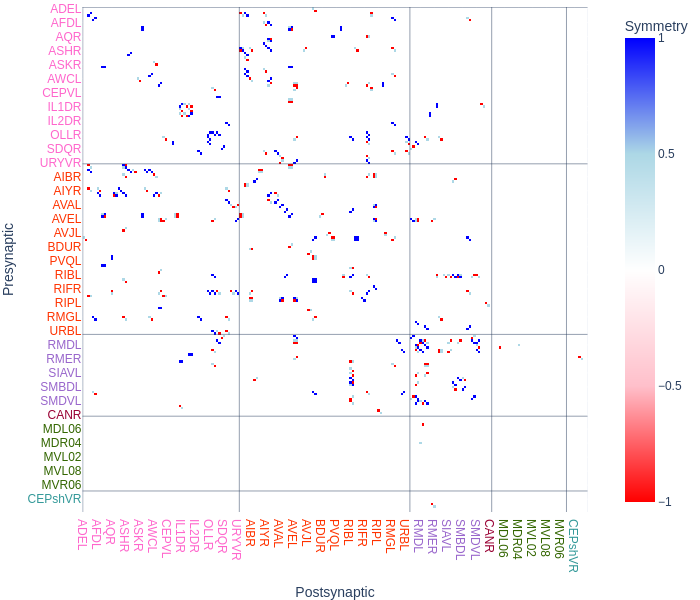 Symmetry
1
0.5
0
−0.5
−1
Presynaptic
ADEL
AFDL
AQR
ASHR
ASKR
AWCL
CEPVL
IL1DR
IL2DR
OLLR
SDQR
URYVR
AIBR
AIYR
AVAL
AVEL
AVJL
BDUR
PVQL
RIBL
RIFR
RIPL
RMGL
URBL
RMDL
RMER
SIAVL
SMBDL
SMDVL
CANR
MDL06
MDR04
MVL02
MVL08
MVR06
CEPshVR
ADEL
AFDL
AQR
ASHR
ASKR
AWCL
CEPVL
IL1DR
IL2DR
OLLR
SDQR
URYVR
AIBR
AIYR
AVAL
AVEL
AVJL
BDUR
PVQL
RIBL
RIFR
RIPL
RMGL
URBL
RMDL
RMER
SIAVL
SMBDL
SMDVL
CANR
MDL06
MDR04
MVL02
MVL08
MVR06
CEPshVR
Postsynaptic